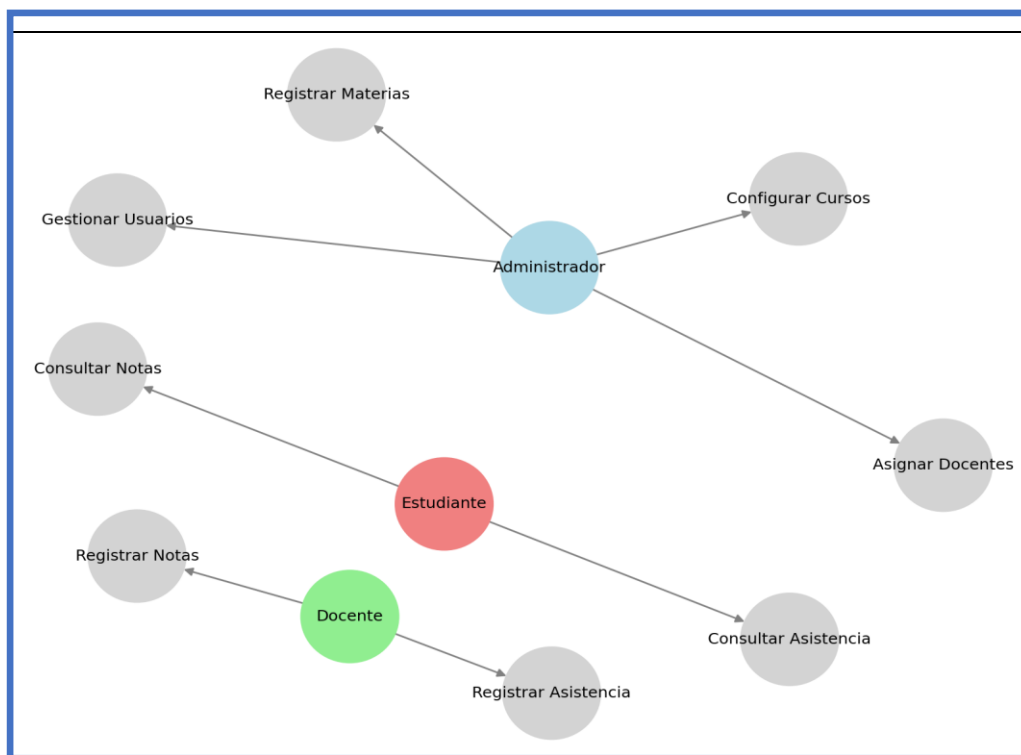 Registrar Materias
Configurar Cursos
Gestionar Usuarios
Administrador
Consultar Notas
Asignar Docentes
Estudiante
Registrar Notas
Docente
Consultar Asistencia
Registrar Asistencia